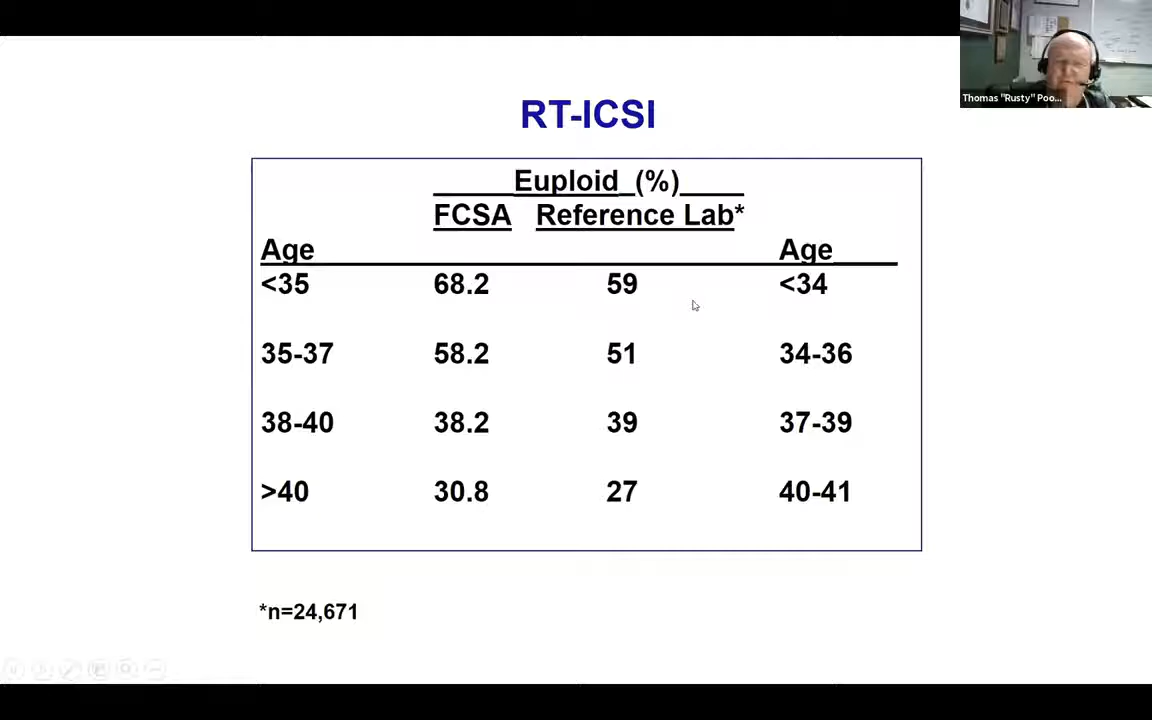 Thomas "Rusty" Poo...
RT-ICSI
Euploid (%)
FCSA Reference Lab*
Age Age
<35 68.2 59 <34
35-37 58.2 51 34-36
38-40 38.2 39 37-39
>40 30.8 27 40-41
*n=24,671